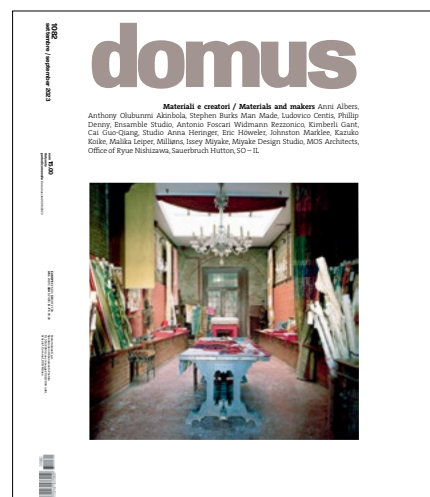 domus
1082
settembre / september 2023
Materiali e creatori / Materials and makers Anni Albers,
Anthony Olubunmi Akinbola, Stephen Burks Man Made, Ludovico Centis, Phillip
Denny, Ensamble Studio, Antonio Foscari Widmann Rezzonico, Kimberli Gant,
Cai Guo-Qiang, Studio Anna Heringer, Eric Höweler, Johnston Marklee, Kazuko
Koike, Malika Leiper, Milliøns, Issey Miyake, Miyake Design Studio, MOS Architects,
Office of Ryue Nishizawa, Sauerbruch Hutton, SO – IL
15.00